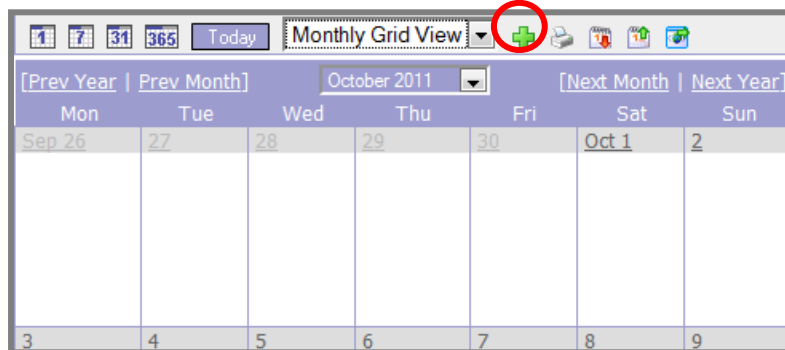 1 7 31 365 Today Monthly Grid View
[Prev Year | Prev Month] October 2011 [Next Month | Next Year]
Mon Tue Wed Thu Fri Sat Sun
Sep 26 27 28 29 30 Oct 1 2
3 4 5 6 7 8 9